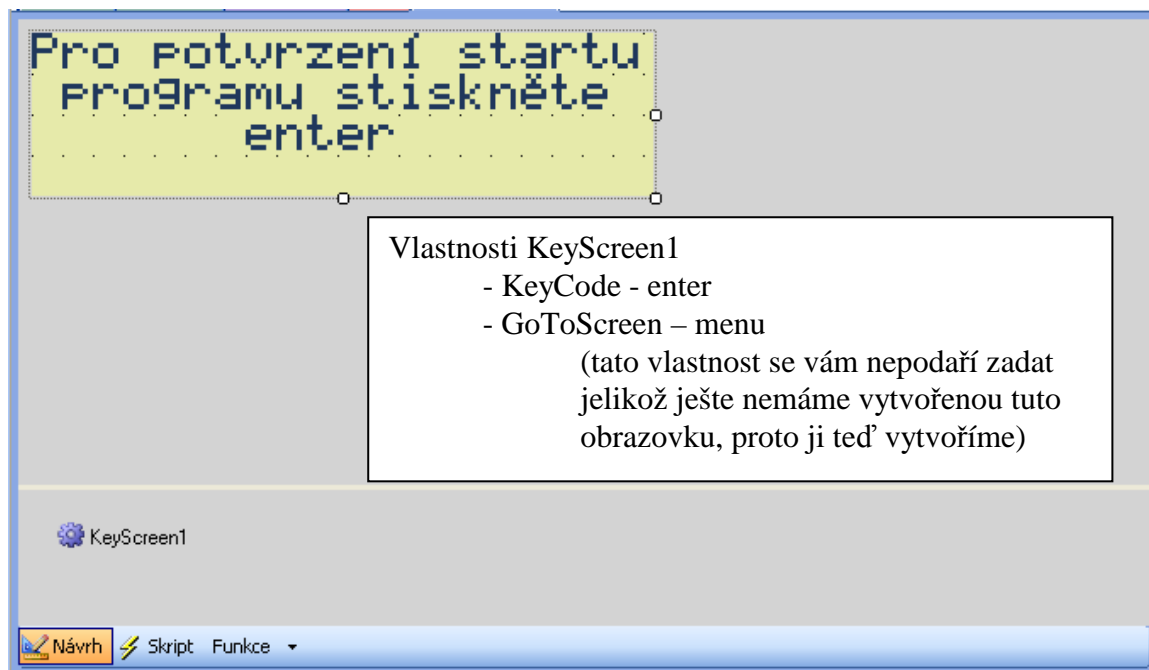 Pro potvrzení startu
programu stiskněte
enter
Vlastnosti KeyScreen1
- KeyCode - enter
- GoToScreen – menu
(tato vlastnost se vám nepodaří zadat
jelikož ješte nemáme vytvořenou tuto
obrazovku, proto ji teď vytvoříme)
KeyScreen1
Návrh Skript Funkce